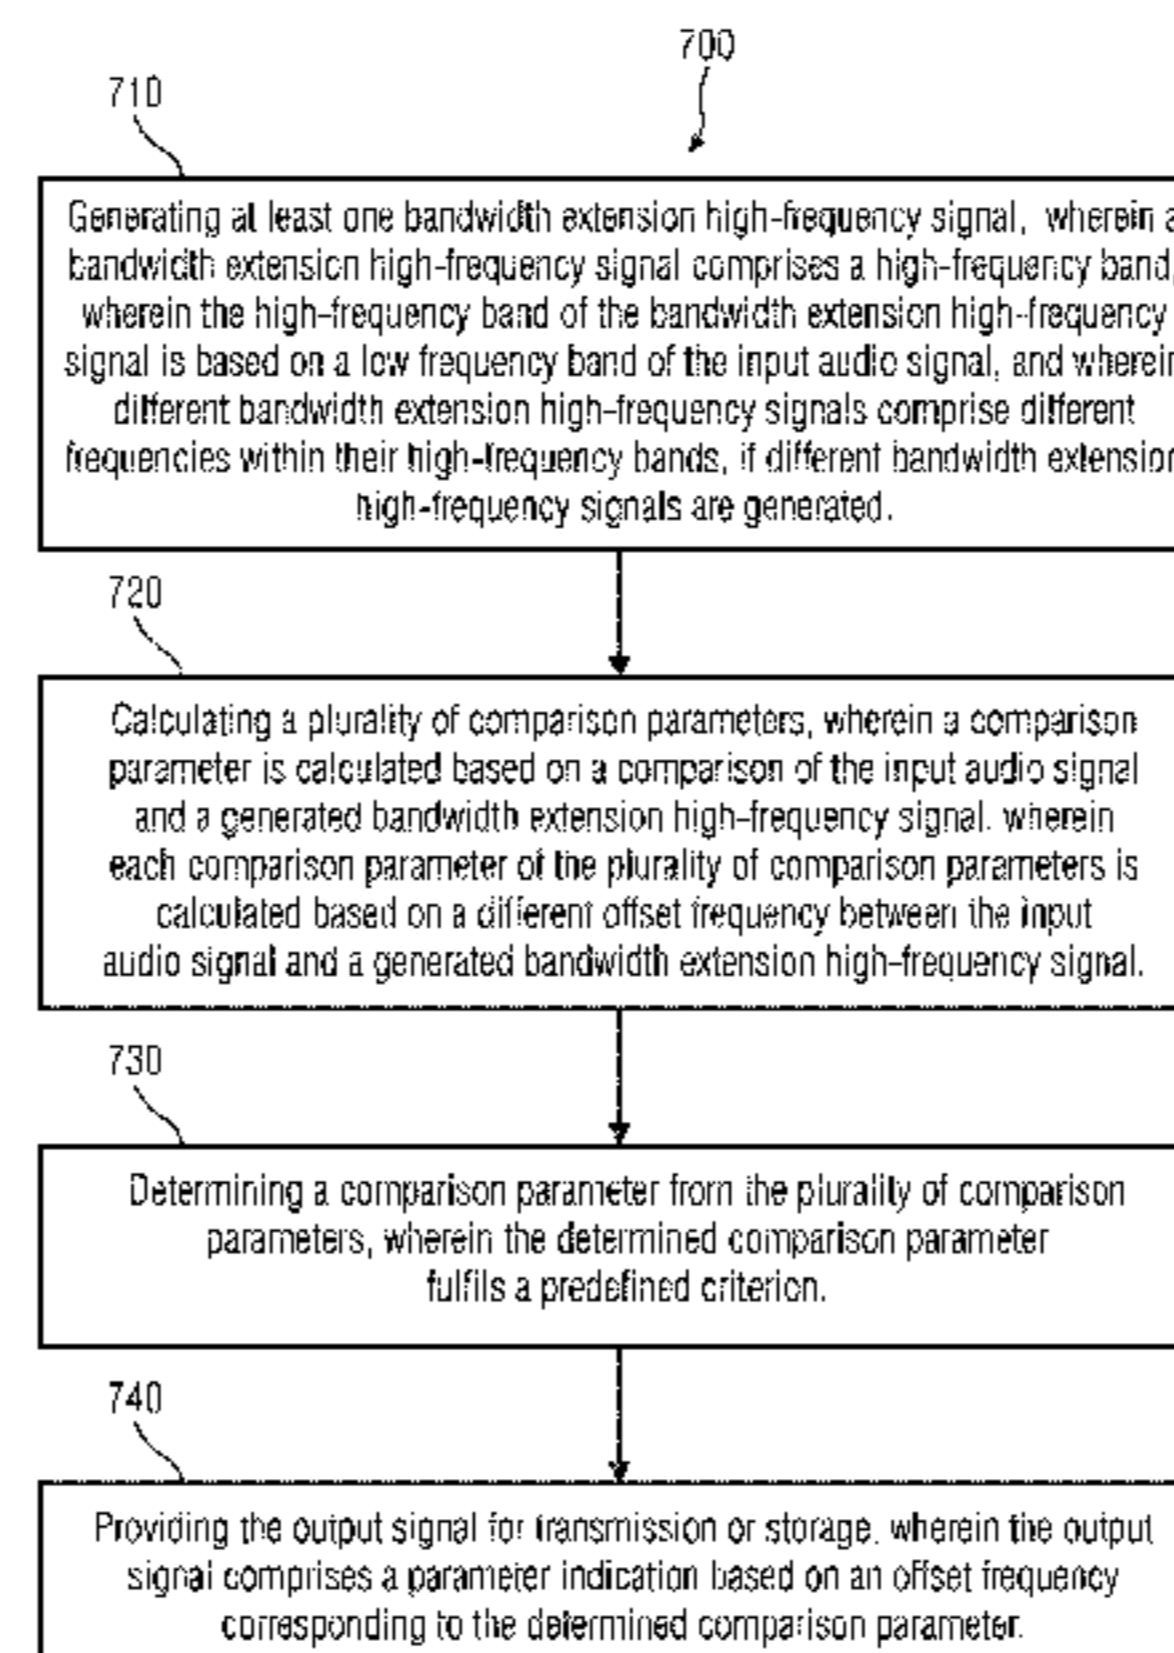 700
710
Generating at least one bandwidth extension high-frequency signal, wherein a
bandwidth extension high-frequency signal comprises a high-frequency band,
wherein the high-frequency band of the bandwidth extension high-frequency
signal is based on a low frequency band of the input audio signal, and wherein
different bandwidth extension high-frequency signals comprise different
frequencies within their high-frequency bands, if different bandwidth extension
high-frequency signals are generated.
720
Calculating a plurality of comparison parameters, wherein a comparison
parameter is calculated based on a comparison of the input audio signal
and a generated bandwidth extension high-frequency signal. wherein
each comparison parameter of the plurality of comparison parameters is
calculated based on a different offset frequency between the input
audio signal and a generated bandwidth extension high-frequency signal.
730
Determining a comparison parameter from the plurality of comparison
parameters, wherein the determined comparison parameter
fulfils a predefined criterion.
740
Providing the output signal for transmission or storage, wherein the output
signal comprises a parameter indication based on an offset frequency
corresponding to the determined comparison parameter.